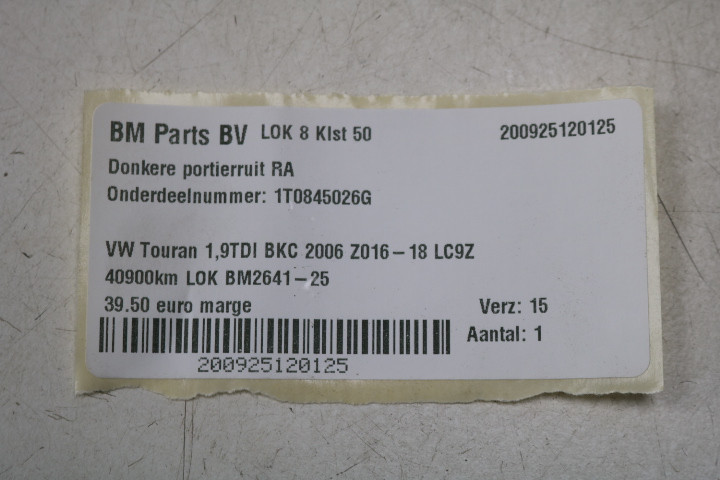 BM Parts BV LOK 8 Klst 50 200925120125
Donkere portierruit RA
Onderdeelnummer: 1T0845026G
VW Touran 1,9TDI BKC 2006 Z016-18 LC9Z
40900km LOK BM2641-25
39.50 euro marge Verz: 15
Aantal: 1
200925120125